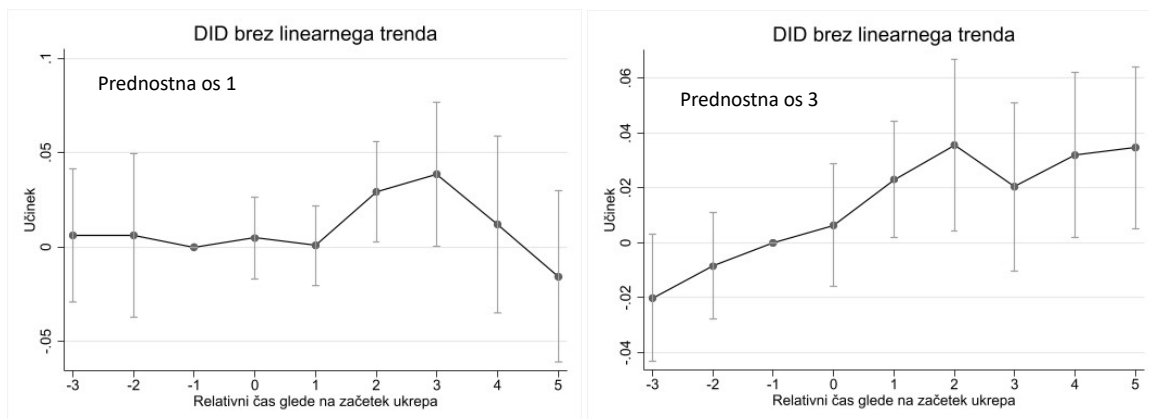 DID brez linearnega trenda
Prednostna os 1
Učinek
.1
.05
0
-.05
-3 -2 -1 0 1 2 3 4 5
Relativni čas glede na začetek ukrepa
DID brez linearnega trenda
Prednostna os 3
Učinek
.06
.04
.02
0
-.02
-.04
-3 -2 -1 0 1 2 3 4 5
Relativni čas glede na začetek ukrepa